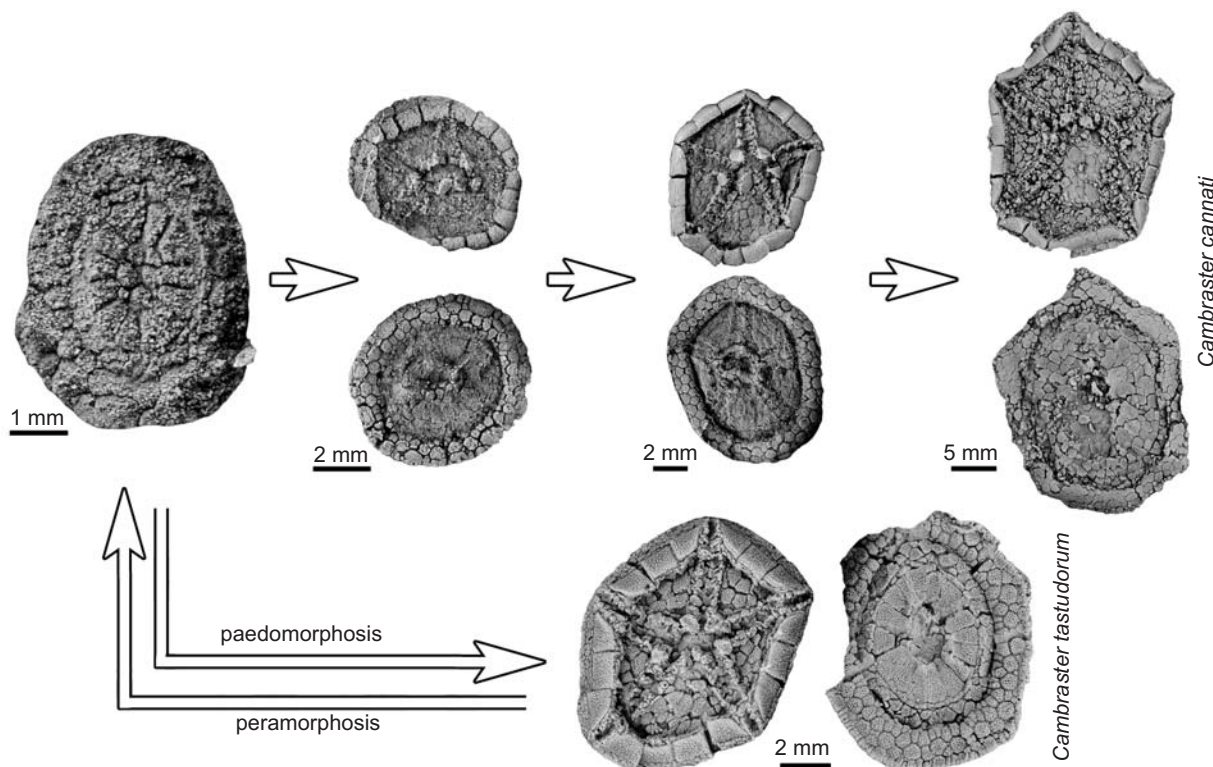 1 mm
2 mm
2 mm
5 mm
Cambraster cannati
paedomorphosis
peramorphosis
2 mm
Cambraster tastudorum